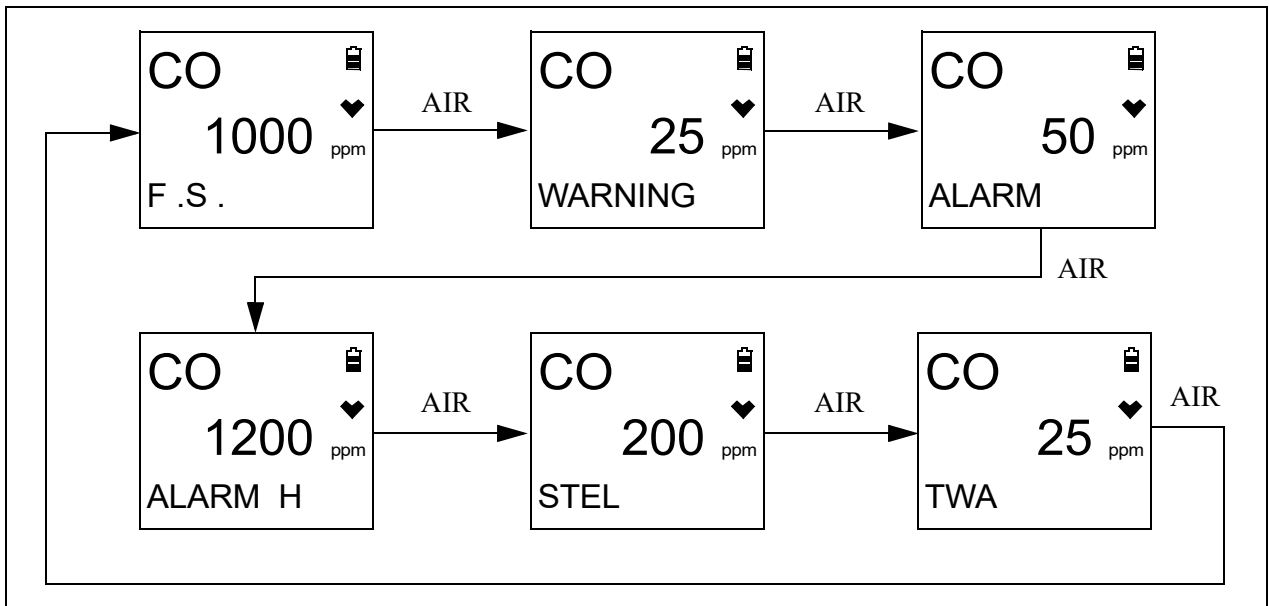 CO
1000 ppm
F .S .
AIR
CO
25 ppm
WARNING
AIR
CO
50 ppm
ALARM
AIR
CO
1200 ppm
ALARM H
AIR
CO
200 ppm
STEL
AIR
CO
25 ppm
TWA
AIR